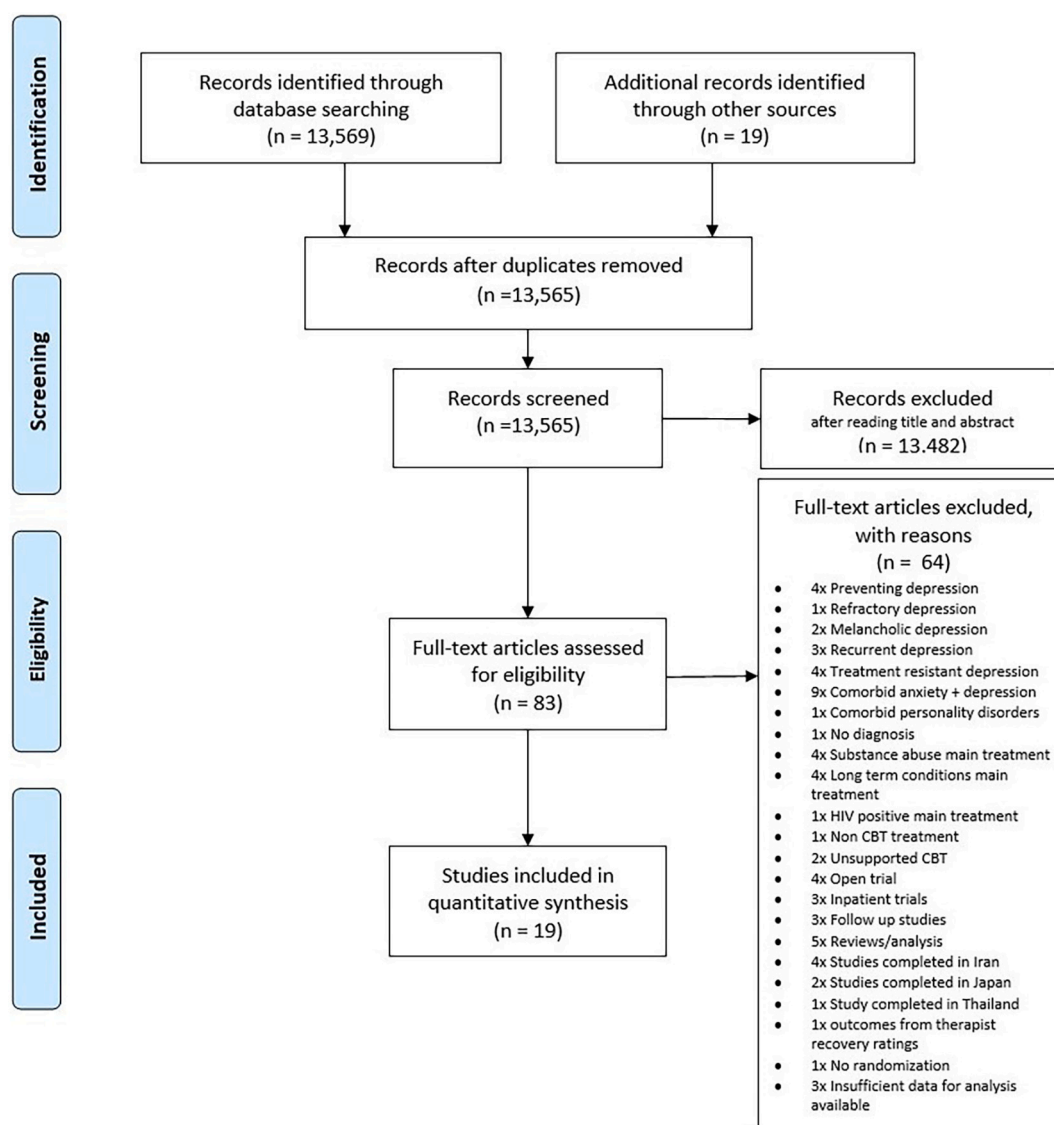 Identification
Records identified through
database searching
(n = 13,569)
Additional records identified
through other sources
(n = 19)
Screening
Records after duplicates removed
(n =13,565)
Records screened
(n =13,565)
Records excluded
after reading title and abstract
(n = 13.482)
Eligibility
Full-text articles assessed
for eligibility
(n = 83)
Full-text articles excluded,
with reasons
(n = 64)
• 4x Preventing depression
• 1x Refractory depression
• 2x Melancholic depression
• 3x Recurrent depression
• 4x Treatment resistant depression
• 9x Comorbid anxiety + depression
• 1x Comorbid personality disorders
• 1x No diagnosis
• 4x Substance abuse main treatment
• 4x Long term conditions main
treatment
• 1x HIV positive main treatment
• 1x Non CBT treatment
• 2x Unsupported CBT
• 4x Open trial
• 3x Inpatient trials
• 3x Follow up studies
• 5x Reviews/analysis
• 4x Studies completed in Iran
• 2x Studies completed in Japan
• 1x Study completed in Thailand
• 1x outcomes from therapist
recovery ratings
• 1x No randomization
• 3x Insufficient data for analysis
available
Included
Studies included in
quantitative synthesis
(n = 19)